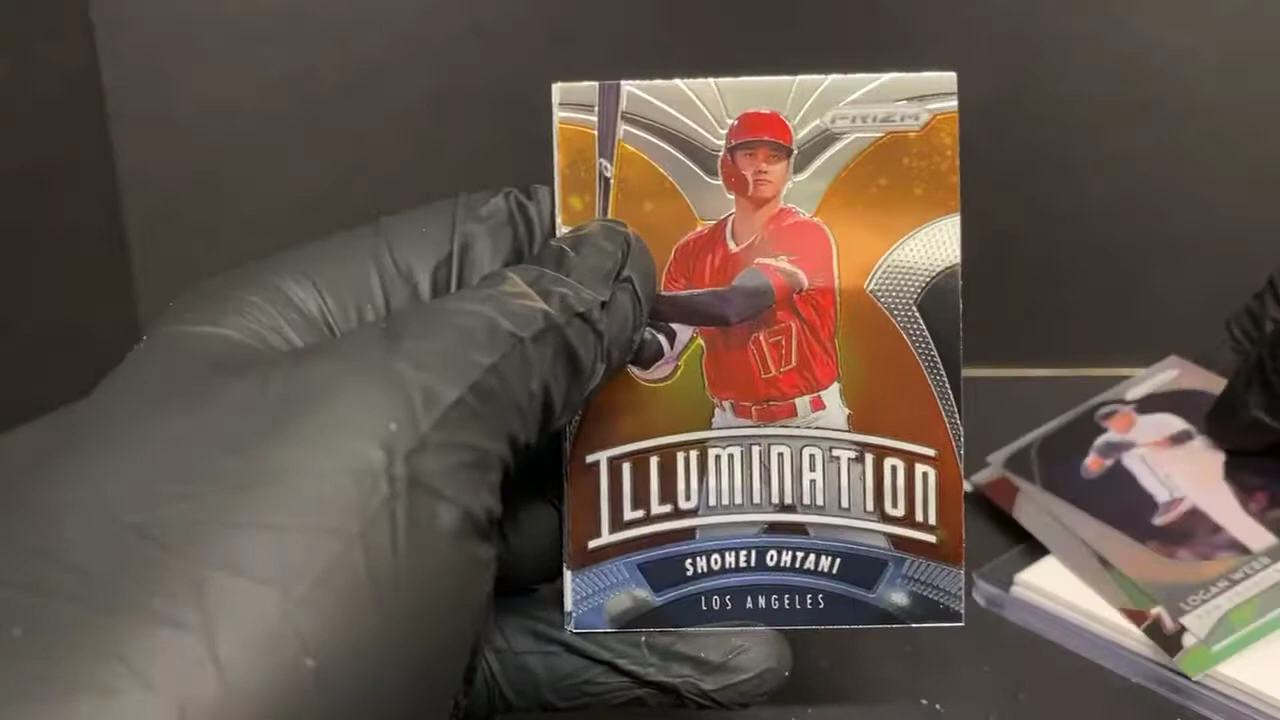 PRIZM
17
ILLUMINATION
SHOHEI OHTANI
LOS ANGELES
LOGAN WEBB